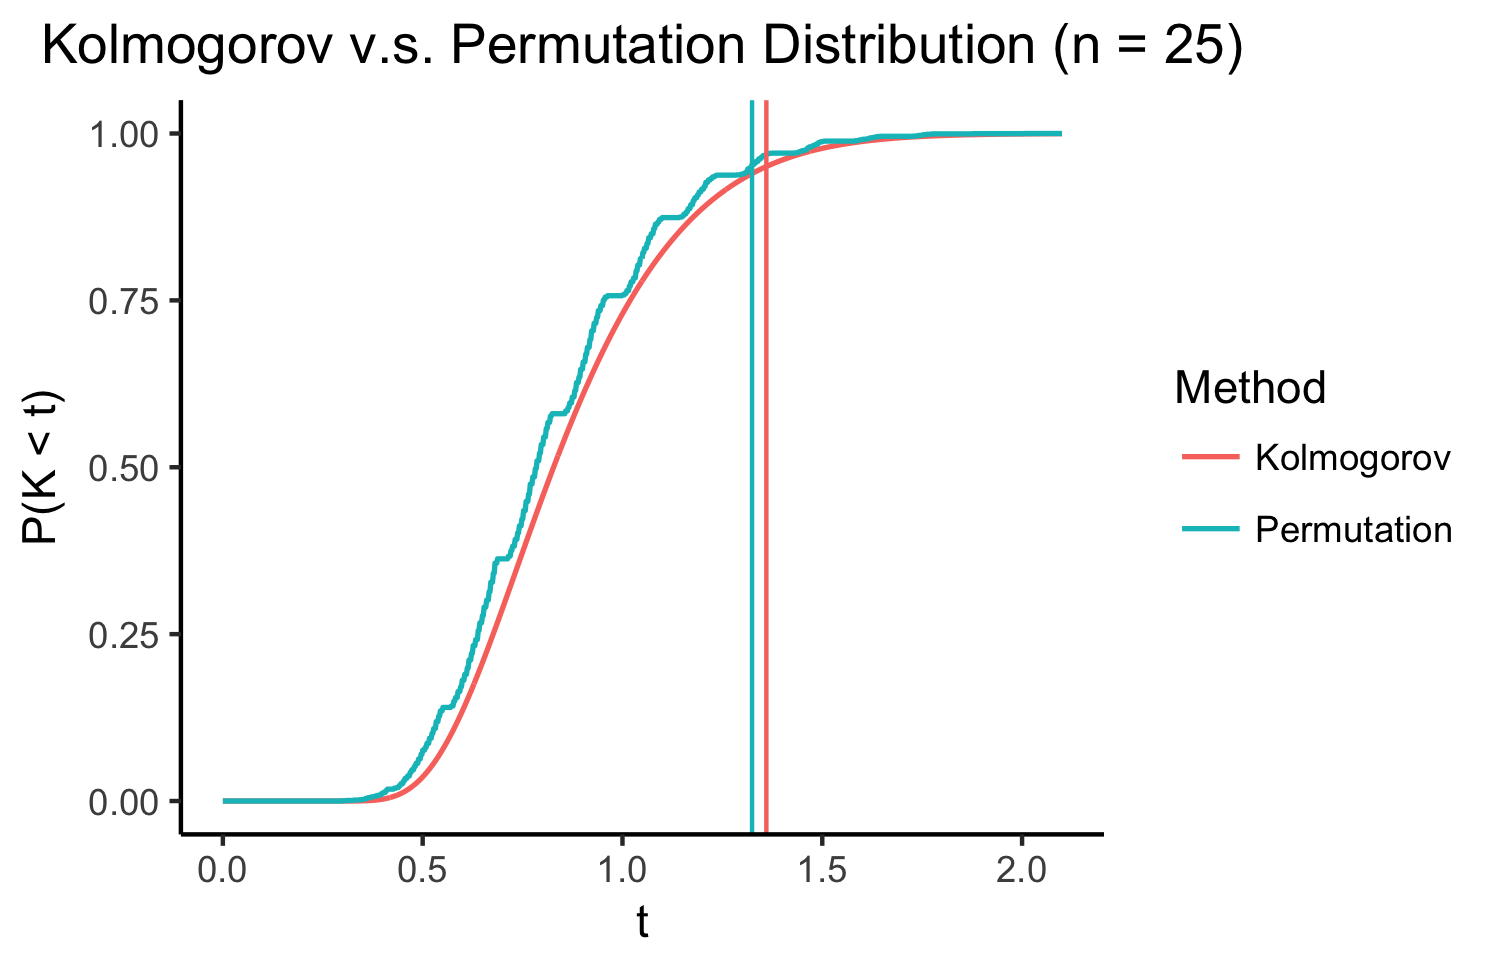 Kolmogorov v.s. Permutation Distribution (n = 25)
1.00
0.75
0.50
0.25
0.00
P(K < t)
0.0 0.5 1.0 1.5 2.0
t
Method
Kolmogorov
Permutation